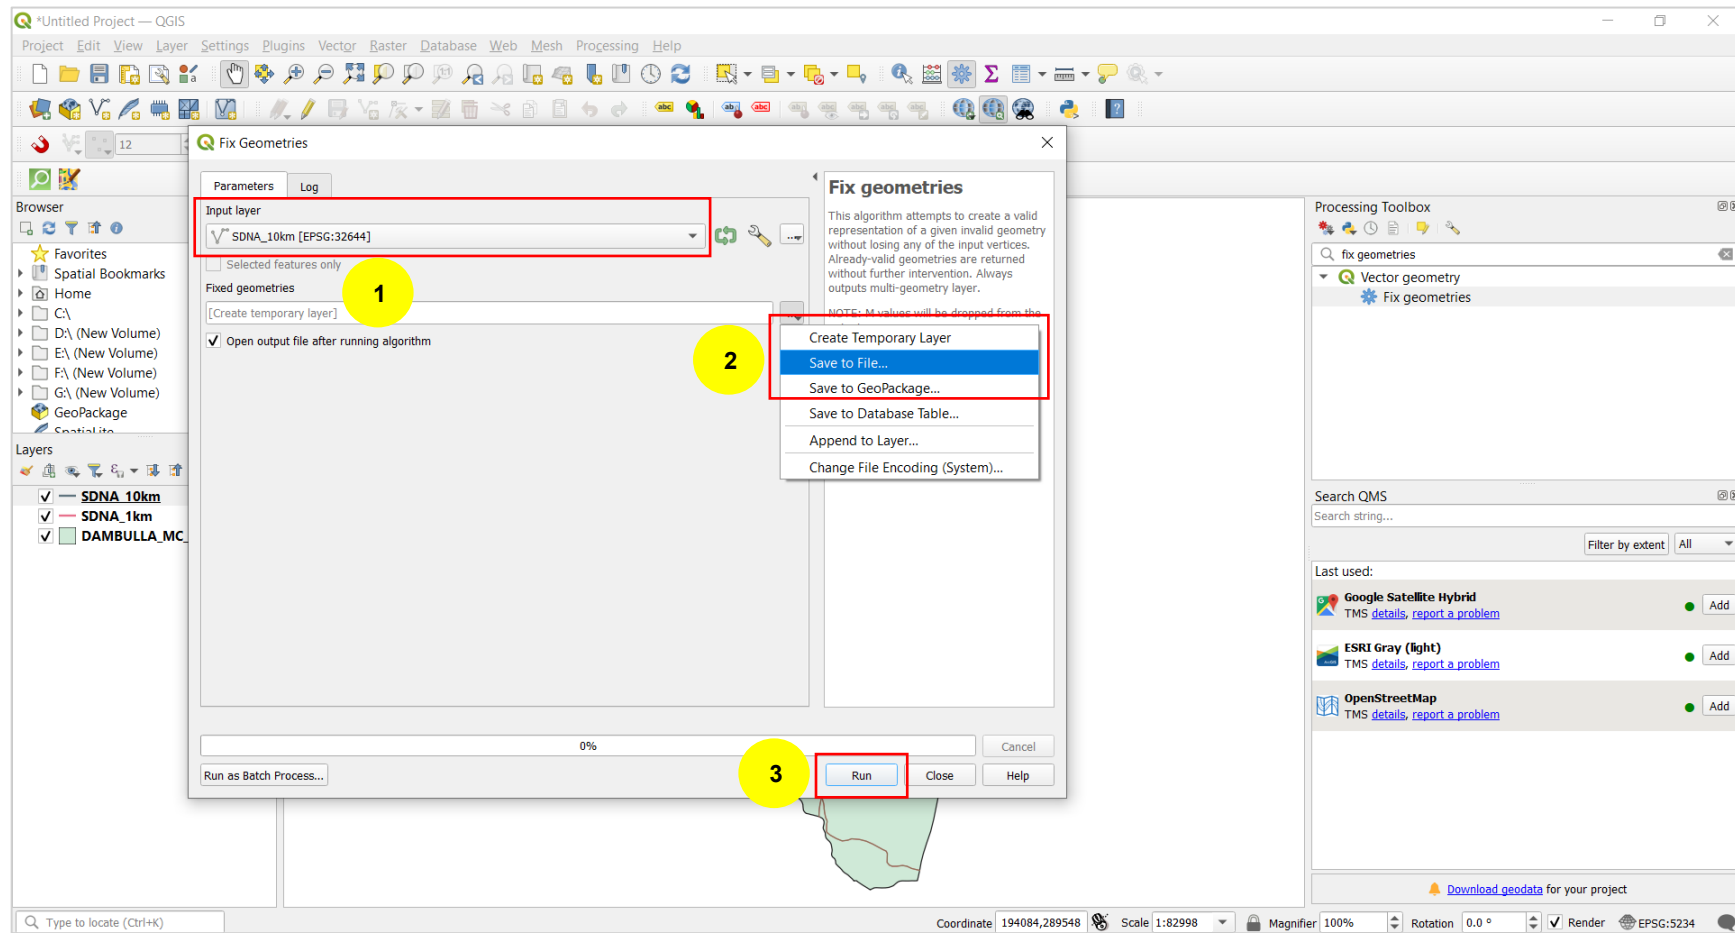 *Untitled Project — QGIS
Project Edit View Layer Settings Plugins Vector Raster Database Web Mesh Processing Help
12
Fix Geometries
Parameters Log
Input layer
SDNA_10km [EPSG:32644]
Selected features only
1
Fixed geometries
[Create temporary layer]
Open output file after running algorithm
Fix geometries
This algorithm attempts to create a valid
representation of a given invalid geometry
without losing any of the input vertices.
Already-valid geometries are returned
without further intervention. Always
outputs multi-geometry layer.
NOTE: M values will be dropped from the
2
Create Temporary Layer
Save to File...
Save to GeoPackage...
Save to Database Table...
Append to Layer...
Change File Encoding (System)...
0%
Cancel
Run as Batch Process...
3
Run Close Help
Browser
Favorites
Spatial Bookmarks
Home
C:\
D:\ (New Volume)
E:\ (New Volume)
F:\ (New Volume)
G:\ (New Volume)
GeoPackage
SpatiaLite
Layers
SDNA_10km
SDNA_1km
DAMBULLA_MC_
Processing Toolbox
fix geometries
Vector geometry
Fix geometries
Search QMS
Search string...
Filter by extent All
Last used:
Google Satellite Hybrid
TMS details, report a problem
Add
ESRI Gray (light)
TMS details, report a problem
Add
OpenStreetMap
TMS details, report a problem
Add
Download geodata for your project
Type to locate (Ctrl+K)
Coordinate 194084,289548 Scale 1:82998 Magnifier 100% Rotation 0.0 ° Render EPSG:5234